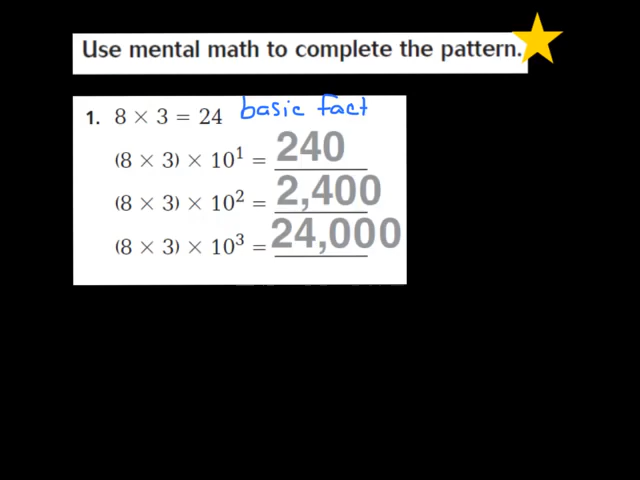 Use mental math to complete the pattern.
1. 8 × 3 = 24 basic fact
(8 × 3) × 10¹ = 240
(8 × 3) × 10² = 2,400
(8 × 3) × 10³ = 24,000